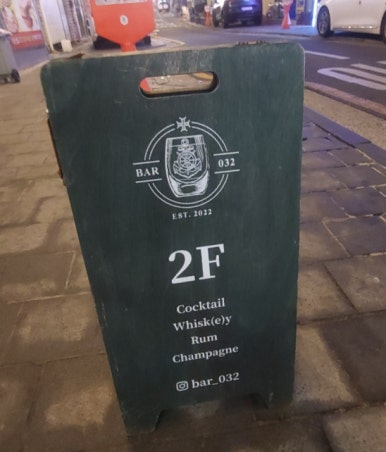 BAR 032
EST. 2022
2F
Cocktail
Whisk(e)y
Rum
Champagne
bar_032